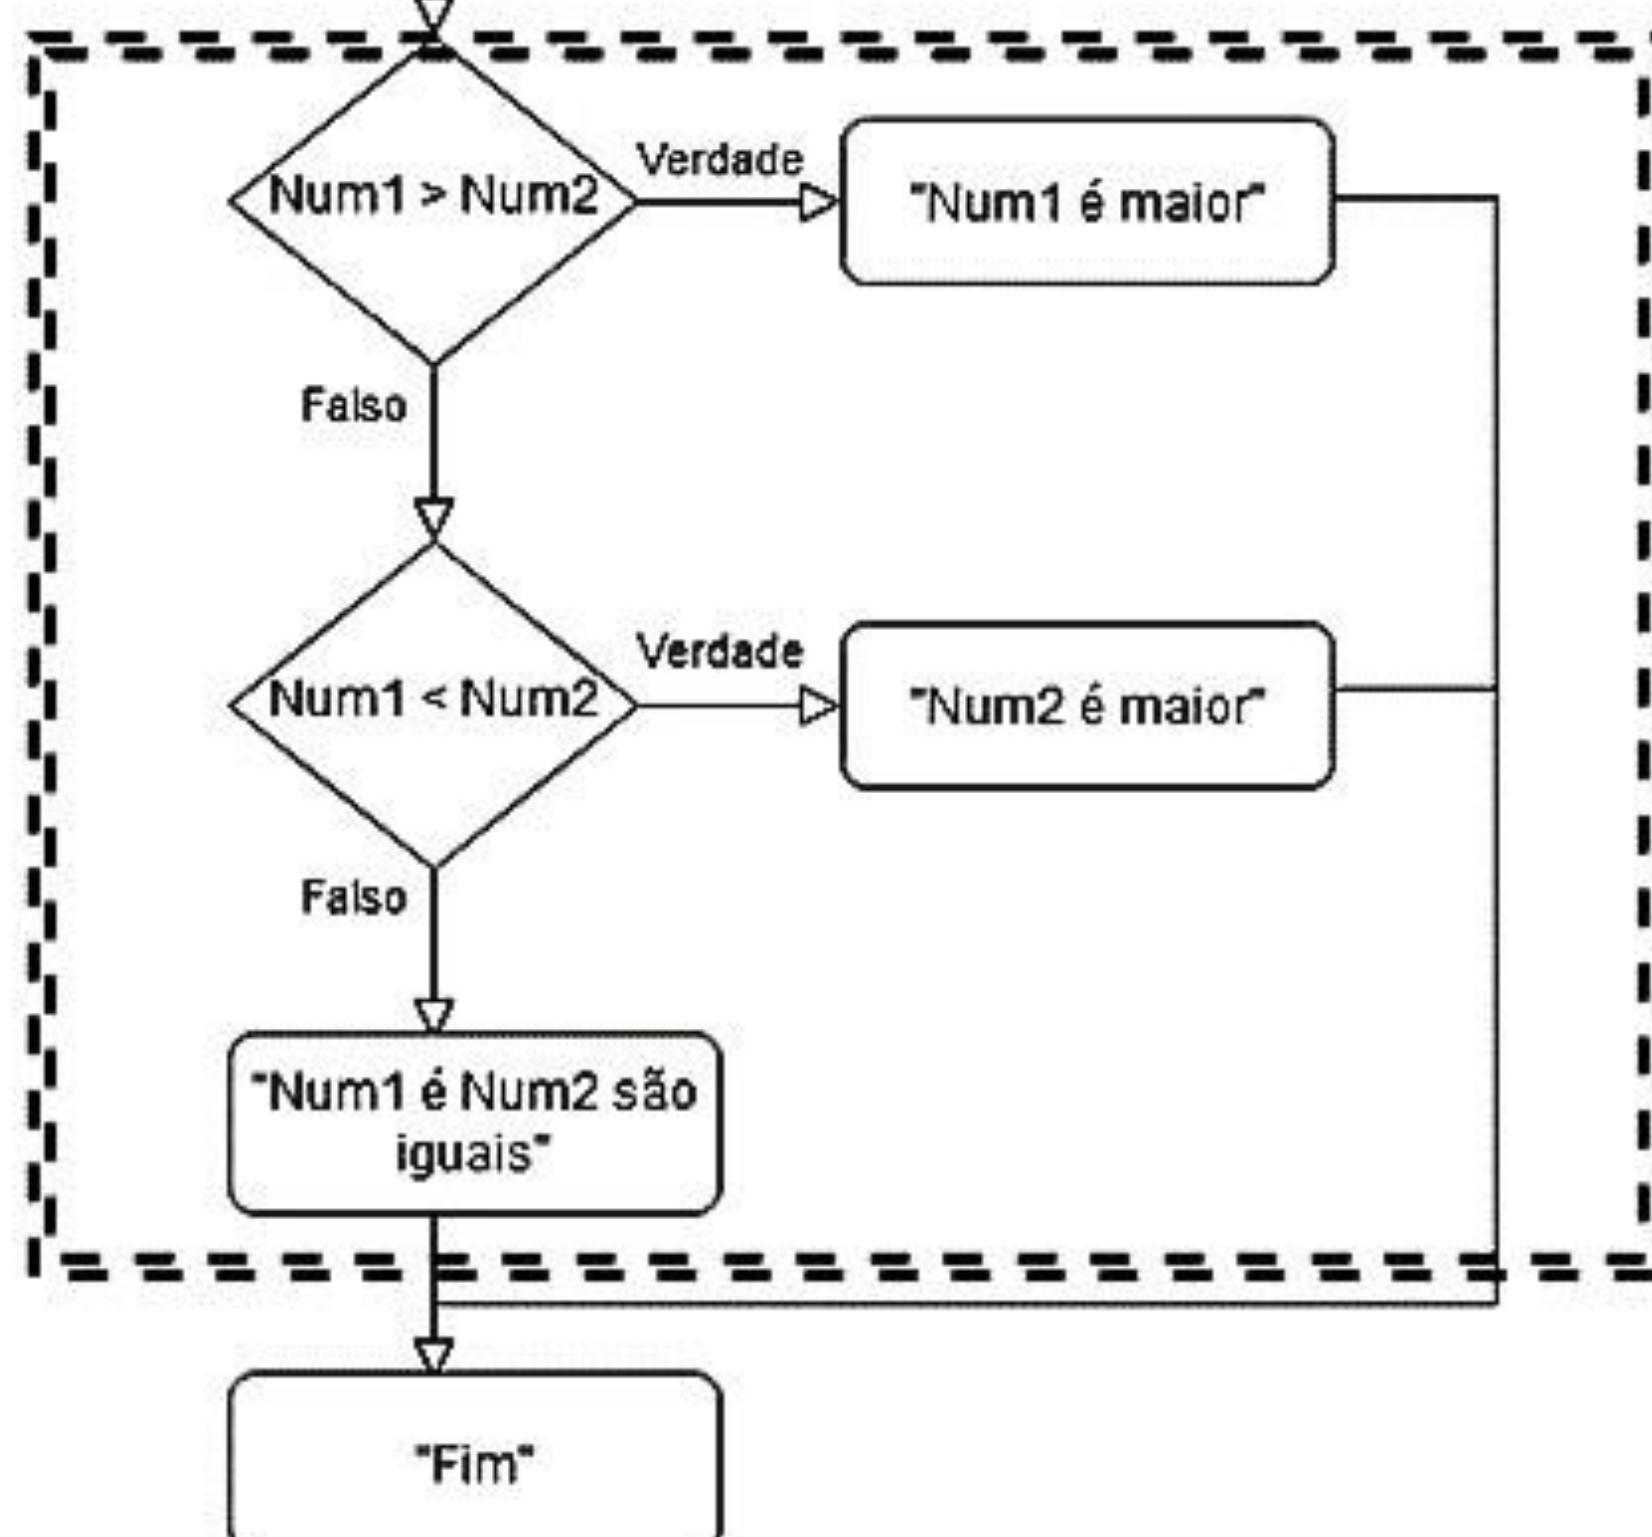 Num1 > Num2
Verdade
"Num1 é maior"
Falso
Num1 < Num2
Verdade
"Num2 é maior"
Falso
"Num1 é Num2 são
iguais"
"Fim"